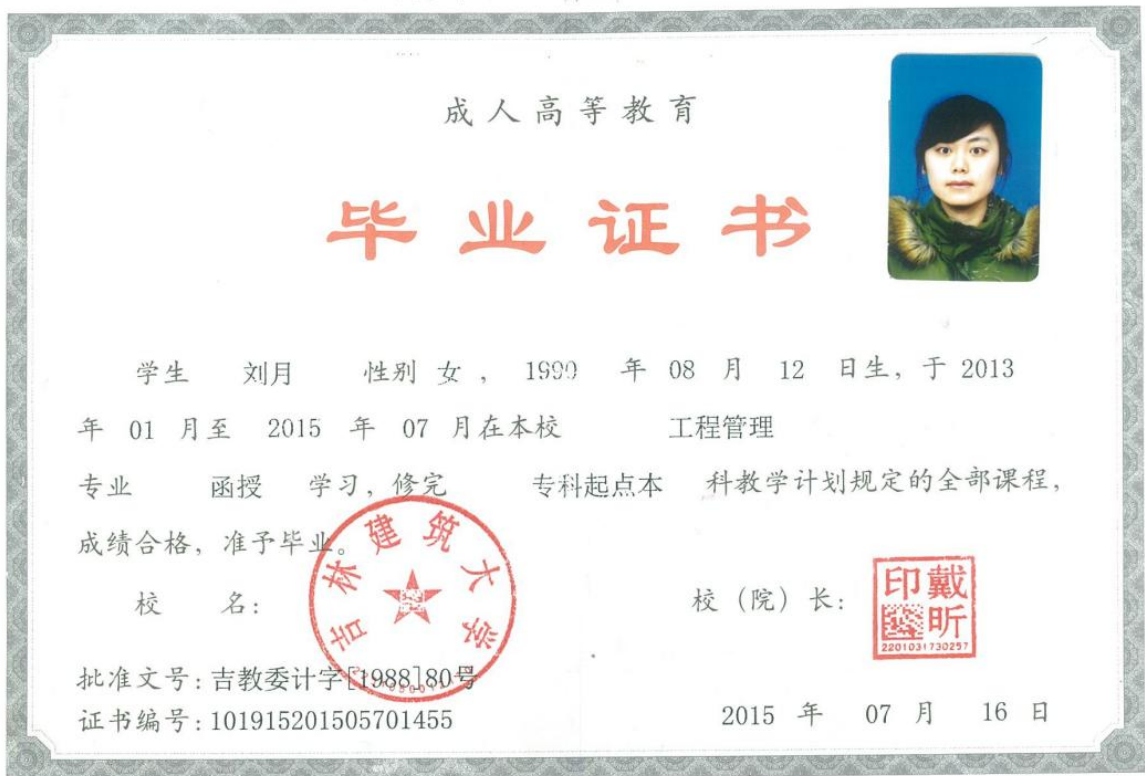 成人高等教育
毕业证书
学生 刘月 性别 女 , 1990 年 08 月 12 日生, 于 2013
年 01 月至 2015 年 07 月在本校 工程管理
专业 函授 学习, 修完 专科起点本 科教学计划规定的全部课程,
成绩合格, 准予毕业。
吉林建筑大学
校 名: 校 (院) 长:
戴昕印
2201031730257
批准文号: 吉教委计字[1988]80号
证书编号: 101915201505701455 2015 年 07 月 16 日